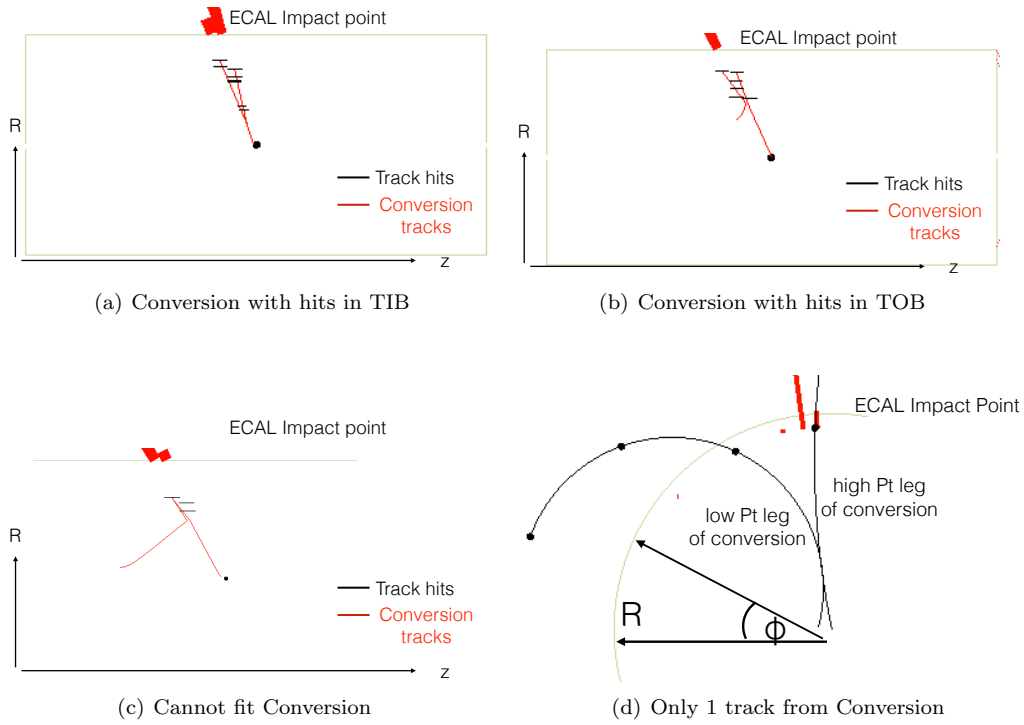 ECAL Impact point
R
Track hits
Conversion
tracks
z
(a) Conversion with hits in TIB
ECAL Impact point
R
Track hits
Conversion
tracks
z
(b) Conversion with hits in TOB
ECAL Impact point
R
Track hits
Conversion
tracks
z
(c) Cannot fit Conversion
ECAL Impact Point
high Pt leg
of conversion
low Pt leg
of conversion
R
Φ
(d) Only 1 track from Conversion